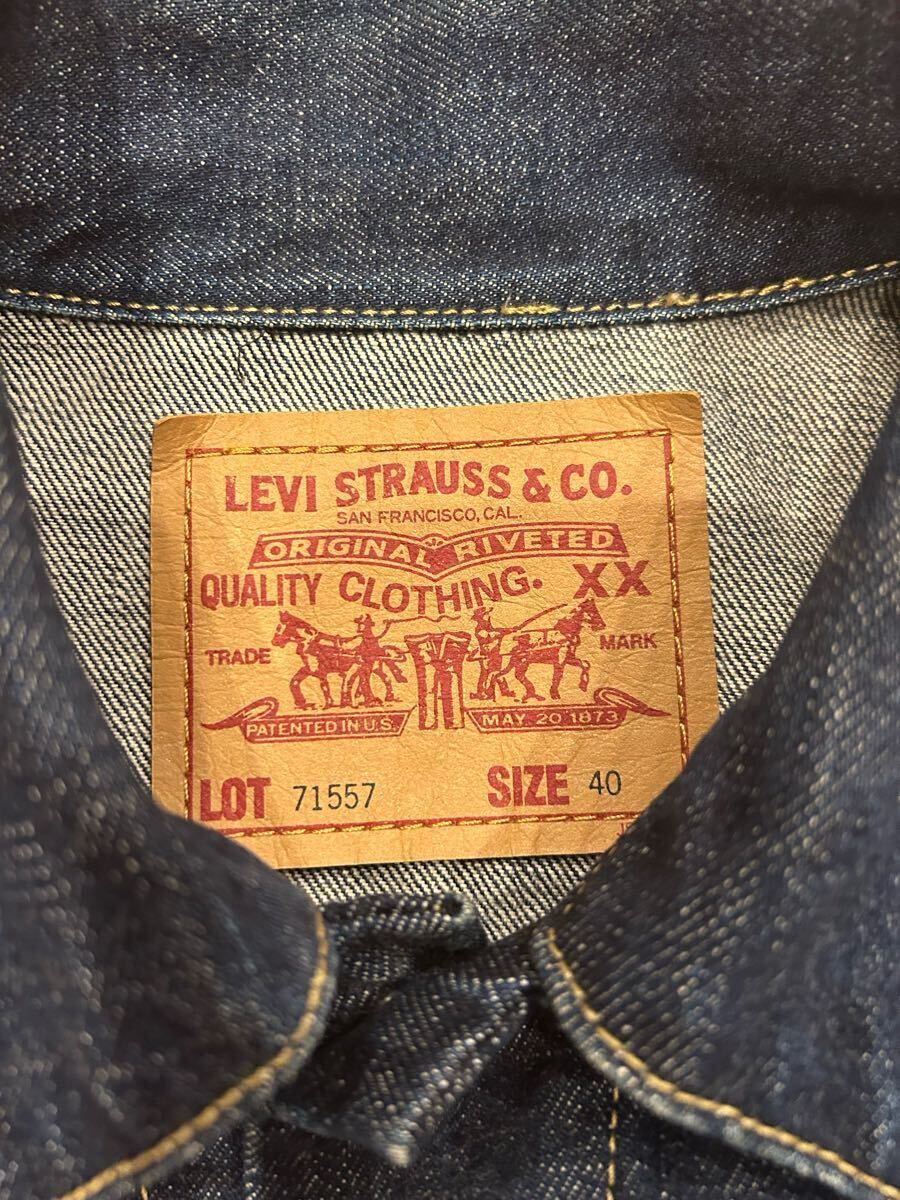 LEVI STRAUSS & CO.
SAN FRANCISCO, CAL.
ORIGINAL RIVETED
QUALITY CLOTHING. XX
TRADE MARK
PATENTED IN U.S. MAY 20 1873
LOT 71557 SIZE 40